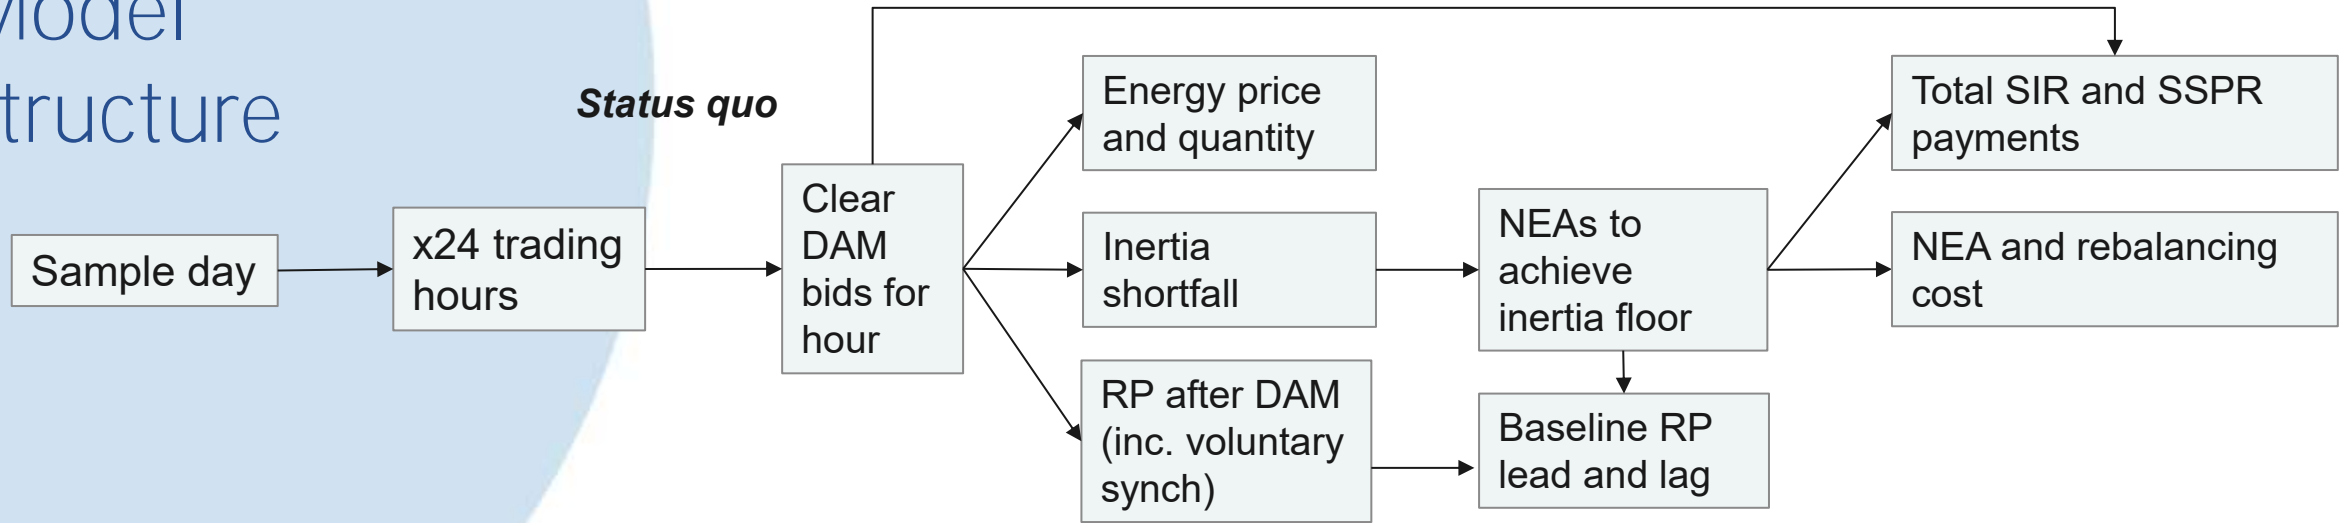 Model
tructure
Status quo
Sample day
x24 trading
hours
Clear
DAM
bids for
hour
Energy price
and quantity
Inertia
shortfall
RP after DAM
(inc. voluntary
synch)
NEAs to
achieve
inertia floor
Baseline RP
lead and lag
Total SIR and SSPR
payments
NEA and rebalancing
cost